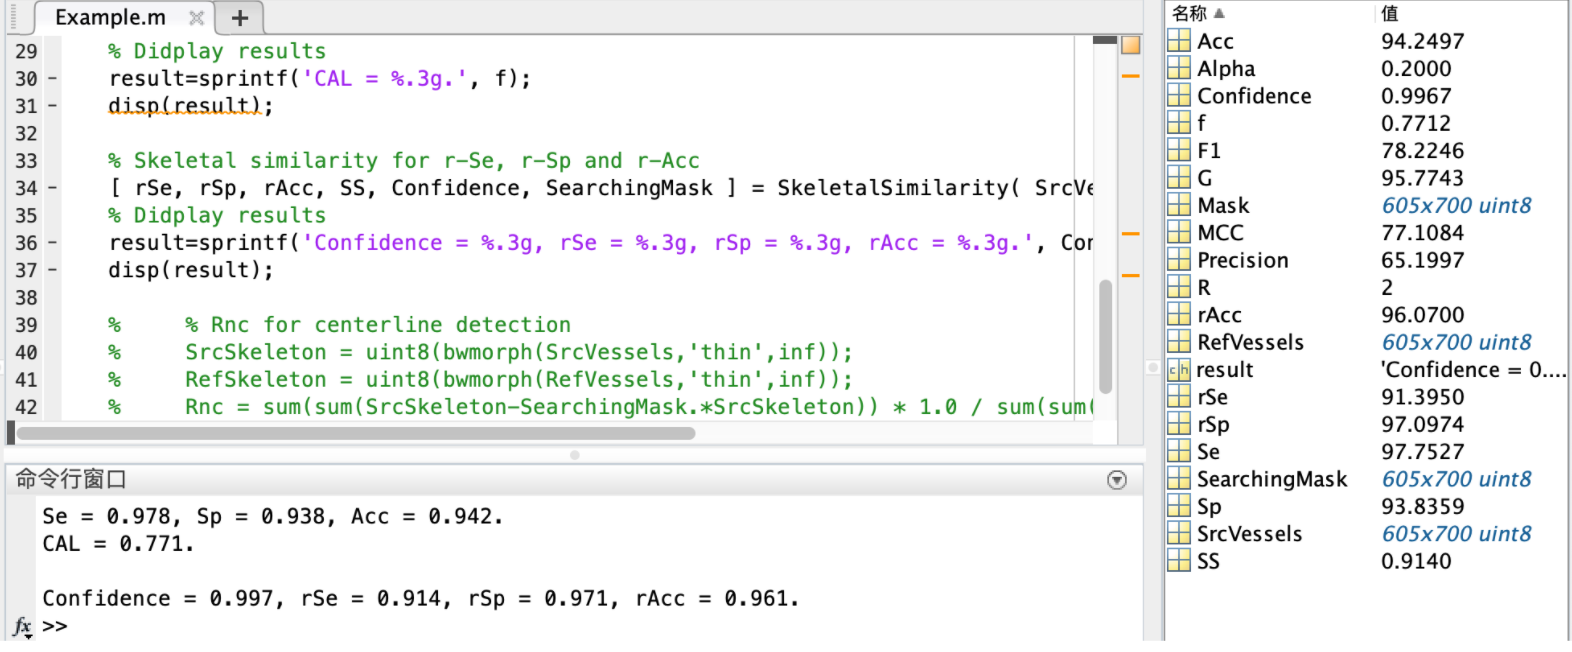 Example.m
29 % Didplay results
30 - result=sprintf('CAL = %.3g.', f);
31 - disp(result);
32
33 % Skeletal similarity for r-Se, r-Sp and r-Acc
34 - [ rSe, rSp, rAcc, SS, Confidence, SearchingMask ] = SkeletalSimilarity( SrcVe
35 % Didplay results
36 - result=sprintf('Confidence = %.3g, rSe = %.3g, rSp = %.3g, rAcc = %.3g.', Cor
37 - disp(result);
38
39 % % Rnc for centerline detection
40 % SrcSkeleton = uint8(bwmorph(SrcVessels,'thin',inf));
41 % RefSkeleton = uint8(bwmorph(RefVessels,'thin',inf));
42 % Rnc = sum(sum(SrcSkeleton-SearchingMask.*SrcSkeleton)) * 1.0 / sum(sum(
命令行窗口
Se = 0.978, Sp = 0.938, Acc = 0.942.
CAL = 0.771.
Confidence = 0.997, rSe = 0.914, rSp = 0.971, rAcc = 0.961.
fx >>
名称 值
Acc 94.2497
Alpha 0.2000
Confidence 0.9967
f 0.7712
F1 78.2246
G 95.7743
Mask 605x700 uint8
MCC 77.1084
Precision 65.1997
R 2
rAcc 96.0700
RefVessels 605x700 uint8
ch result 'Confidence = 0....
rSe 91.3950
rSp 97.0974
Se 97.7527
SearchingMask 605x700 uint8
Sp 93.8359
SrcVessels 605x700 uint8
SS 0.9140